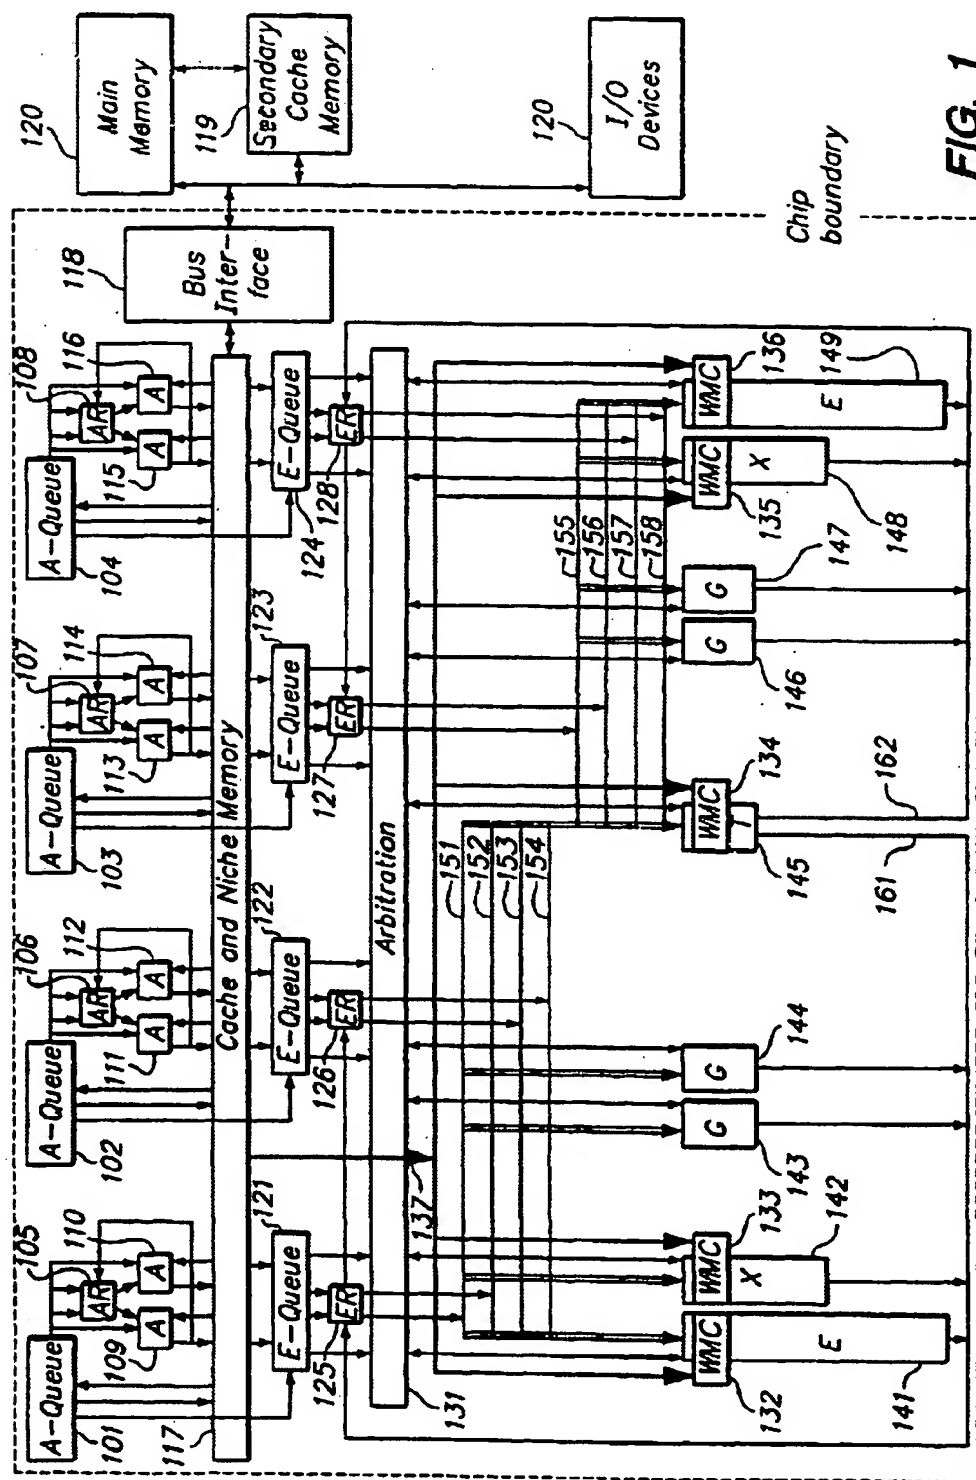 101
A-Queue
105
AR
110
A
109
A
102
A-Queue
106
AR
112
A
111
A
103
A-Queue
107
AR
114
A
113
A
104
A-Queue
108
AR
116
A
115
A
117
Cache and Niche Memory
118
Bus
Inter-
face
120
Main
Memory
119
Secondary
Cache
Memory
120
I/O
Devices
121
E-Queue
122
E-Queue
123
E-Queue
124
E-Queue
125
ER
126
ER
127
ER
128
ER
131
Arbitration
137
151
152
153
154
155
156
157
158
Chip
boundary
132
WMC
E
141
133
WMC
X
142
G
143
G
144
134
WMC
T
145
161
162
G
146
G
147
135
WMC
X
148
136
WMC
E
149
FIG. 1